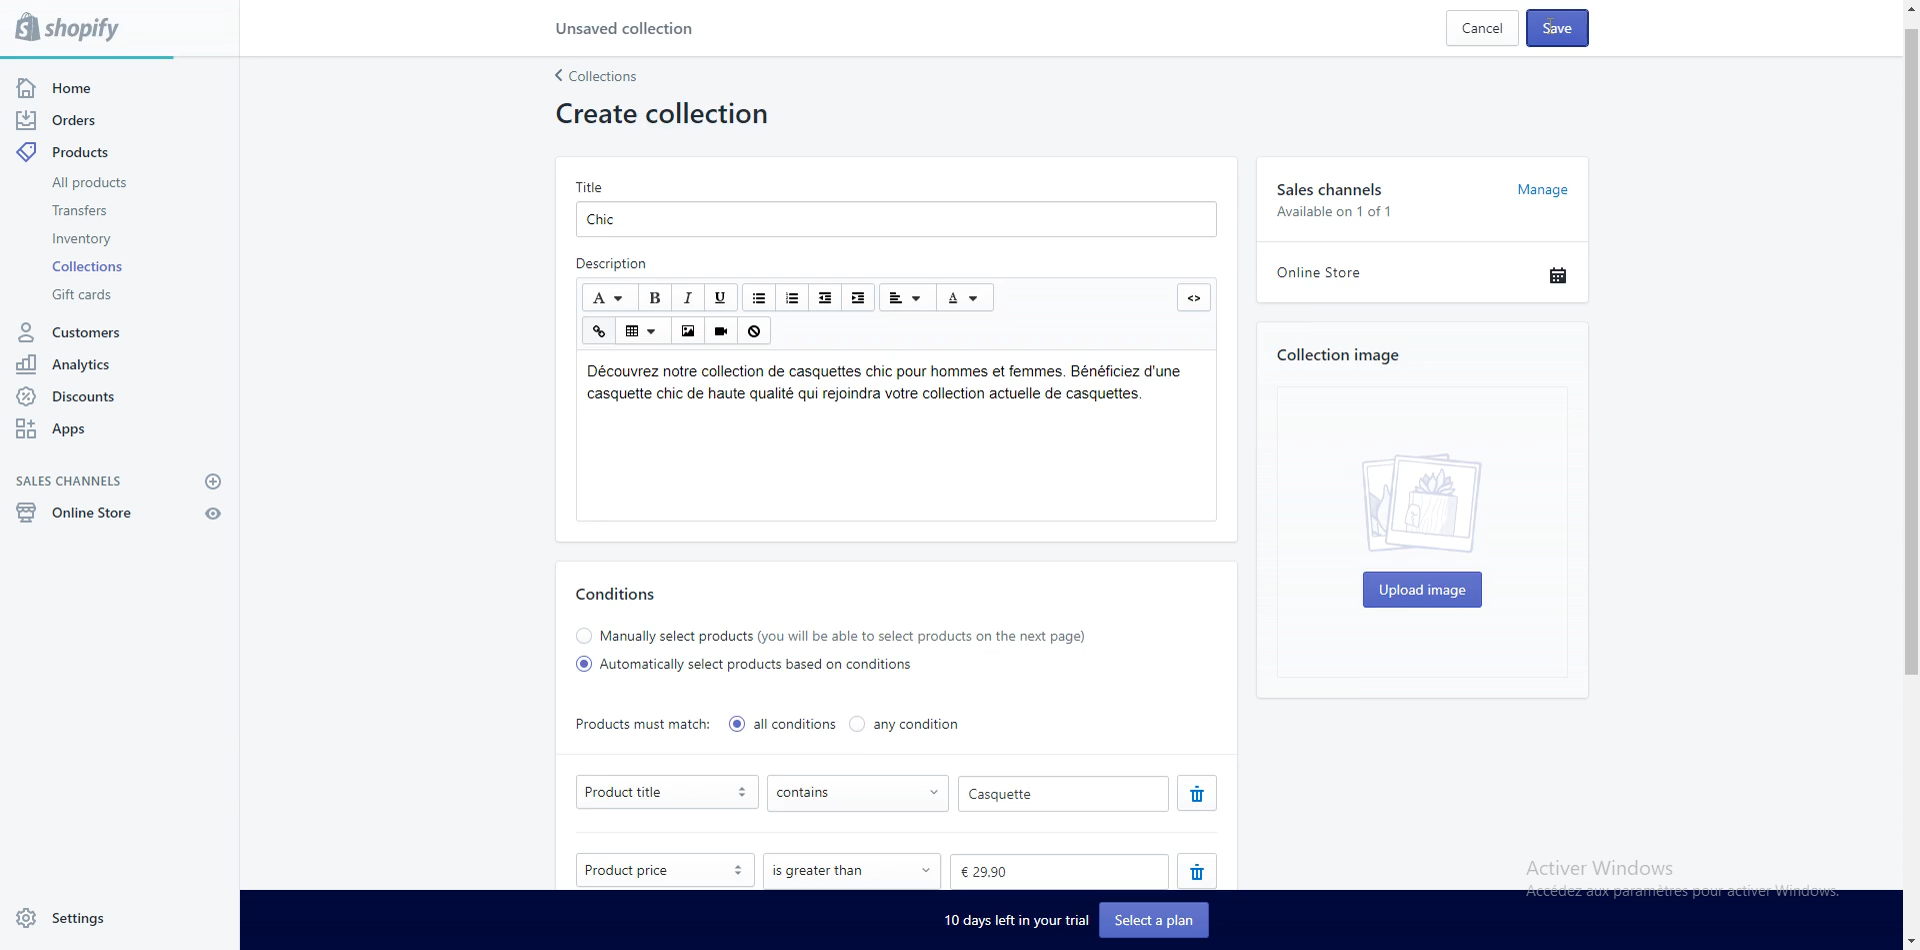 shopify
Unsaved collection
Cancel
Save
Home
Orders
Products
All products
Transfers
Inventory
Collections
Gift cards
Customers
Analytics
Discounts
Apps
SALES CHANNELS
Online Store
Settings
Collections
Create collection
Title
Chic
Description
A
B
I
U
A
<>
Découvrez notre collection de casquettes chic pour hommes et femmes. Bénéficiez d'une
casquette chic de haute qualité qui rejoindra votre collection actuelle de casquettes.
Conditions
Manually select products (you will be able to select products on the next page)
Automatically select products based on conditions
Products must match: all conditions any condition
Product title contains Casquette
Product price is greater than € 29.90
Sales channels
Manage
Available on 1 of 1
Online Store
Collection image
Upload image
Activer Windows
Accédez aux paramètres pour activer Windows.
10 days left in your trial
Select a plan